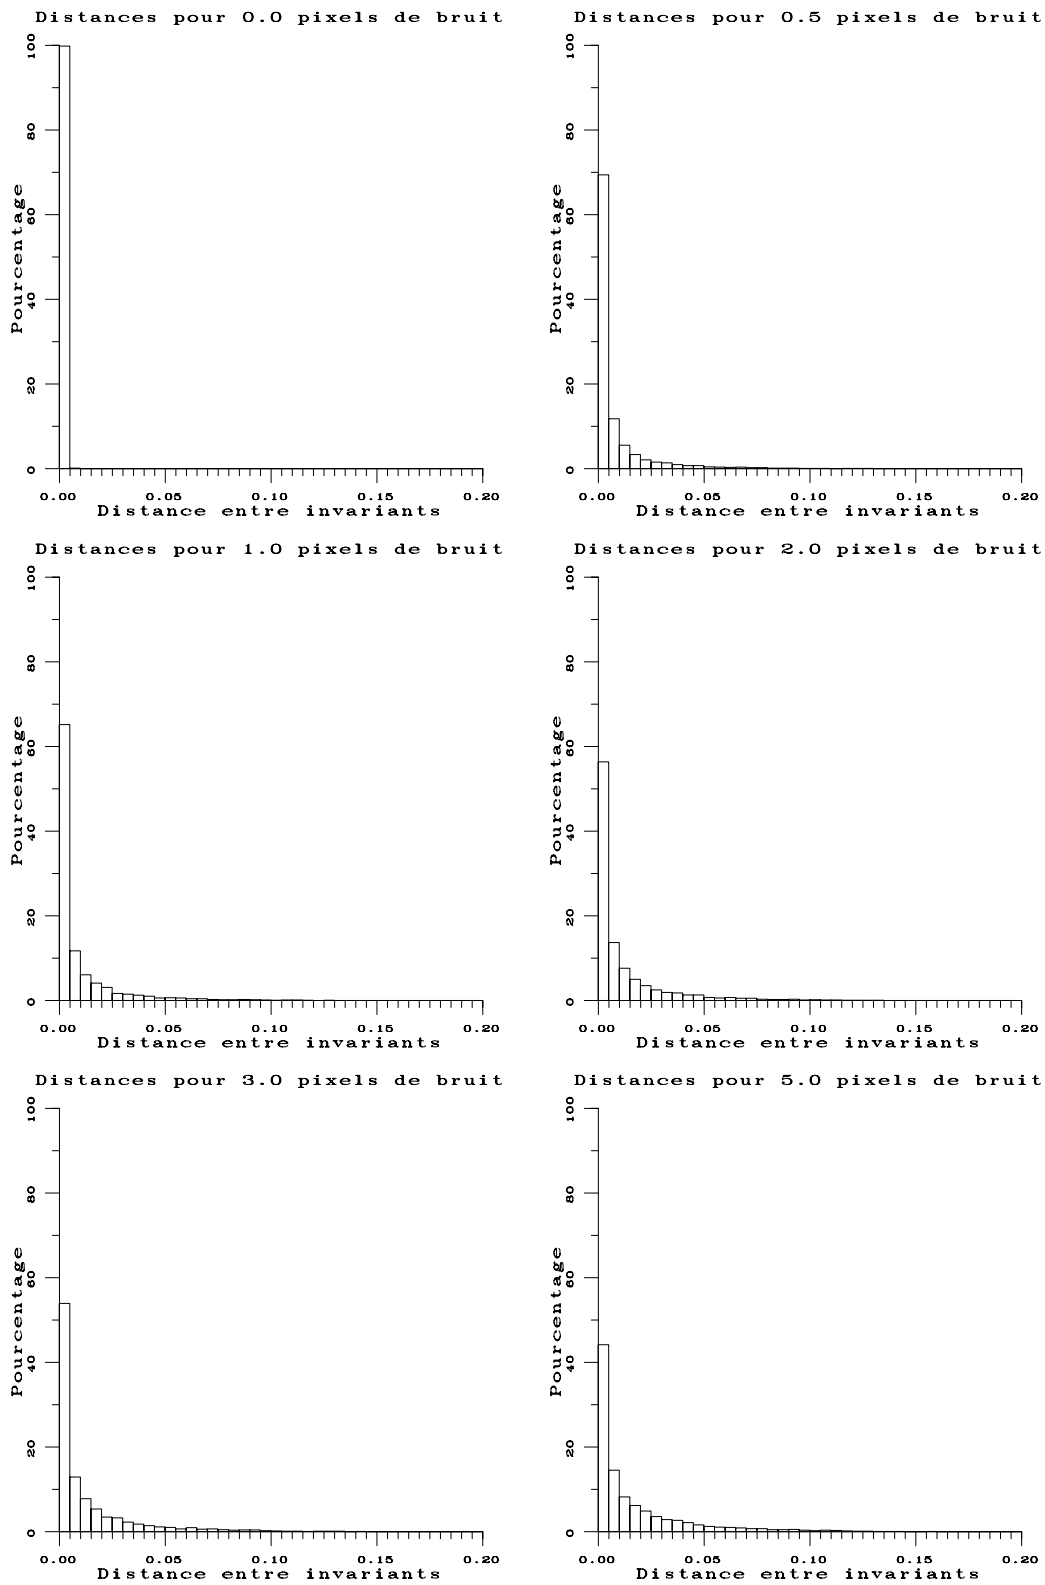 Distances pour 0.0 pixels de bruit
Pourcentage
100
80
60
40
20
0
0.00 0.05 0.10 0.15 0.20
Distance entre invariants
Distances pour 0.5 pixels de bruit
Pourcentage
100
80
60
40
20
0
0.00 0.05 0.10 0.15 0.20
Distance entre invariants
Distances pour 1.0 pixels de bruit
Pourcentage
100
80
60
40
20
0
0.00 0.05 0.10 0.15 0.20
Distance entre invariants
Distances pour 2.0 pixels de bruit
Pourcentage
100
80
60
40
20
0
0.00 0.05 0.10 0.15 0.20
Distance entre invariants
Distances pour 3.0 pixels de bruit
Pourcentage
100
80
60
40
20
0
0.00 0.05 0.10 0.15 0.20
Distance entre invariants
Distances pour 5.0 pixels de bruit
Pourcentage
100
80
60
40
20
0
0.00 0.05 0.10 0.15 0.20
Distance entre invariants